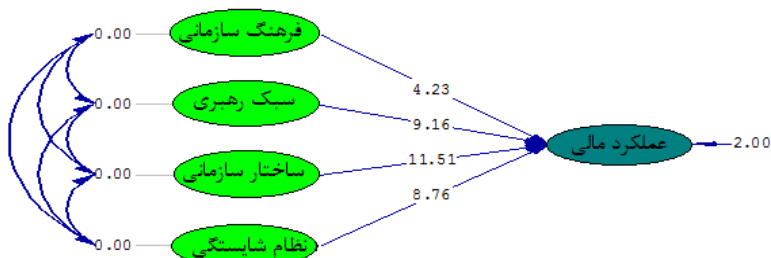 0.00 فرهنگ سازمانی
4.23
0.00 سبک رهبری
9.16
عملکرد مالی 2.00
0.00 ساختار سازمانی
11.51
8.76
0.00 نظام شایستگی